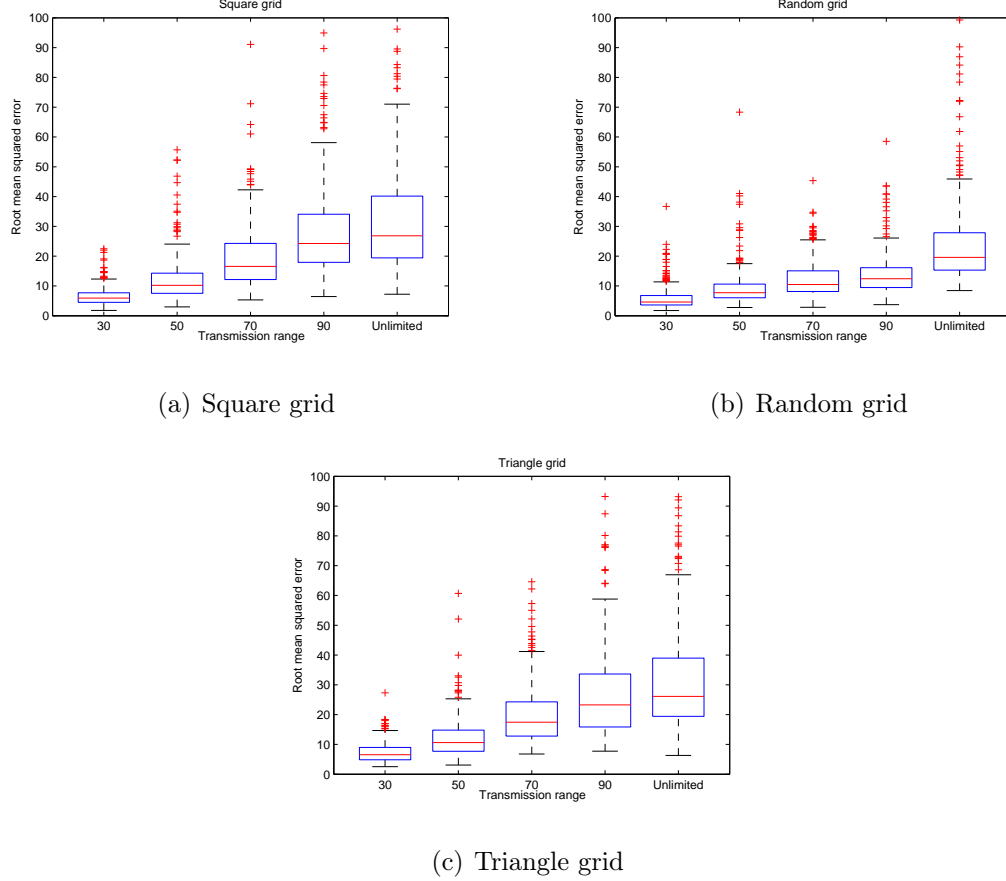 Square grid
100
90
80
70
60
50
40
30
20
10
0
Root mean squared error
30 50 70 90 Unlimited
Transmission range
(a) Square grid
Random grid
100
90
80
70
60
50
40
30
20
10
0
Root mean squared error
30 50 70 90 Unlimited
Transmission range
(b) Random grid
Triangle grid
100
90
80
70
60
50
40
30
20
10
0
Root mean squared error
30 50 70 90 Unlimited
Transmission range
(c) Triangle grid